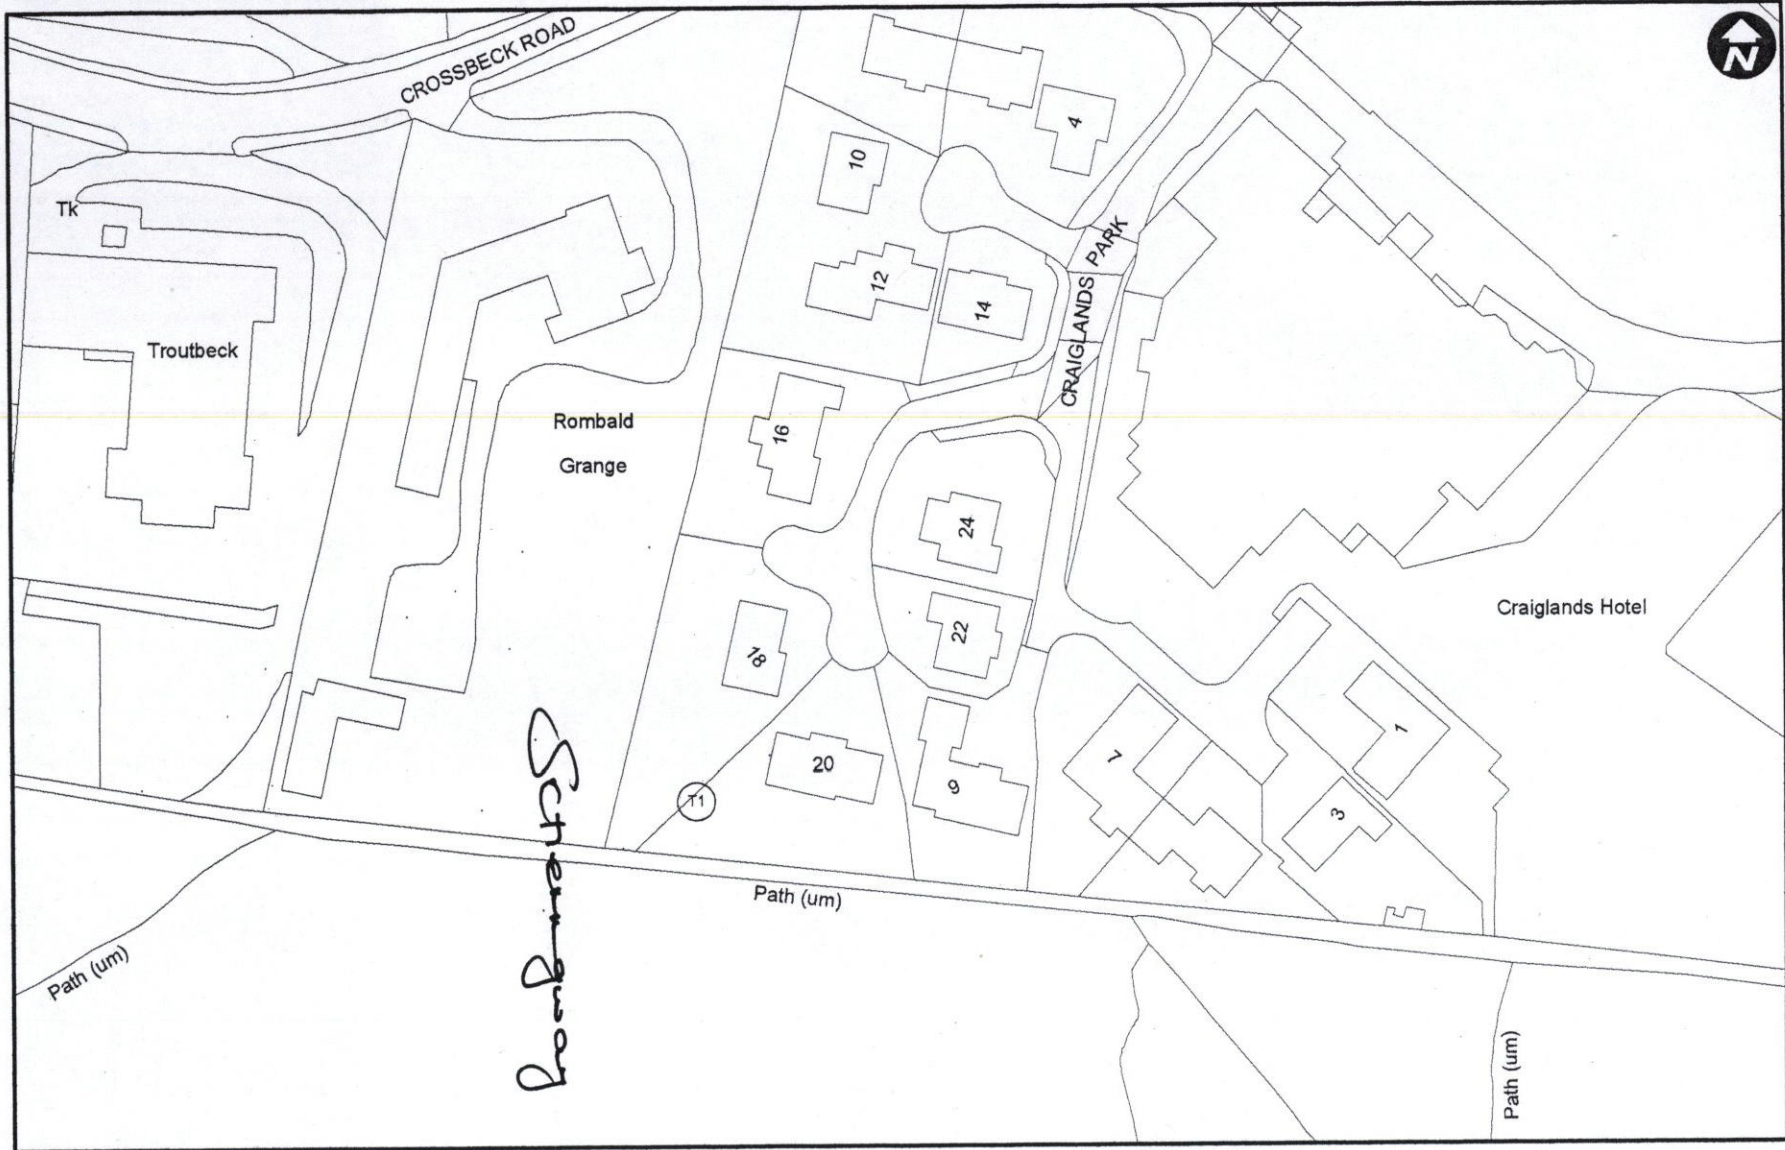 N
CROSSBECK ROAD
4
10
Tk
CRAIGLANDS PARK
12
14
Troutbeck
Rombald
Grange
16
24
Craiglands Hotel
22
18
1
7
20
9
3
T1
Path (um)
Path (um)
Path (um)